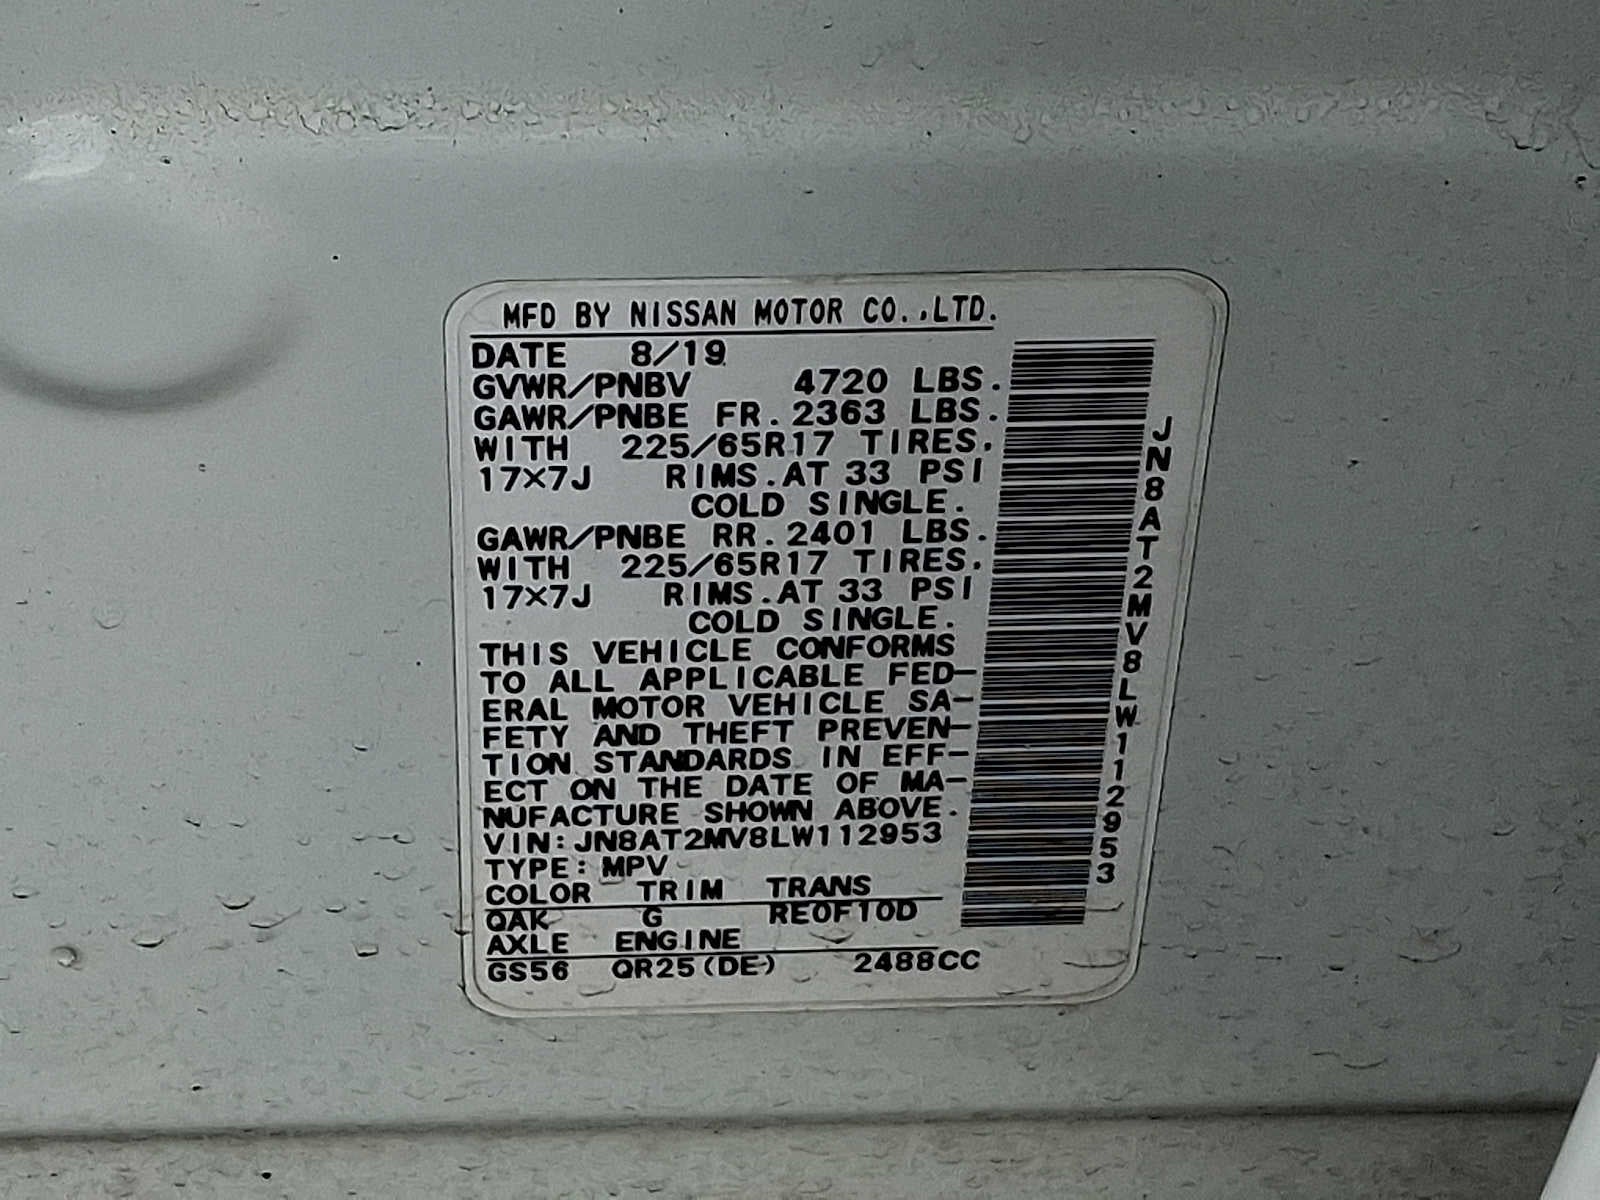 MFD BY NISSAN MOTOR CO.,LTD.
DATE 8/19
GVWR/PNBV 4720 LBS.
GAWR/PNBE FR. 2363 LBS.
WITH 225/65R17 TIRES.
17×7J RIMS.AT 33 PSI
COLD SINGLE.
GAWR/PNBE RR. 2401 LBS.
WITH 225/65R17 TIRES.
17×7J RIMS.AT 33 PSI
COLD SINGLE.
THIS VEHICLE CONFORMS
TO ALL APPLICABLE FED-
ERAL MOTOR VEHICLE SA-
FETY AND THEFT PREVEN-
TION STANDARDS IN EFF-
ECT ON THE DATE OF MA-
NUFACTURE SHOWN ABOVE.
VIN:JN8AT2MV8LW112953
TYPE:MPV
COLOR TRIM TRANS
QAK G RE0F10D
AXLE ENGINE
GS56 QR25(DE) 2488CC
JN8AT2MV8LW112953